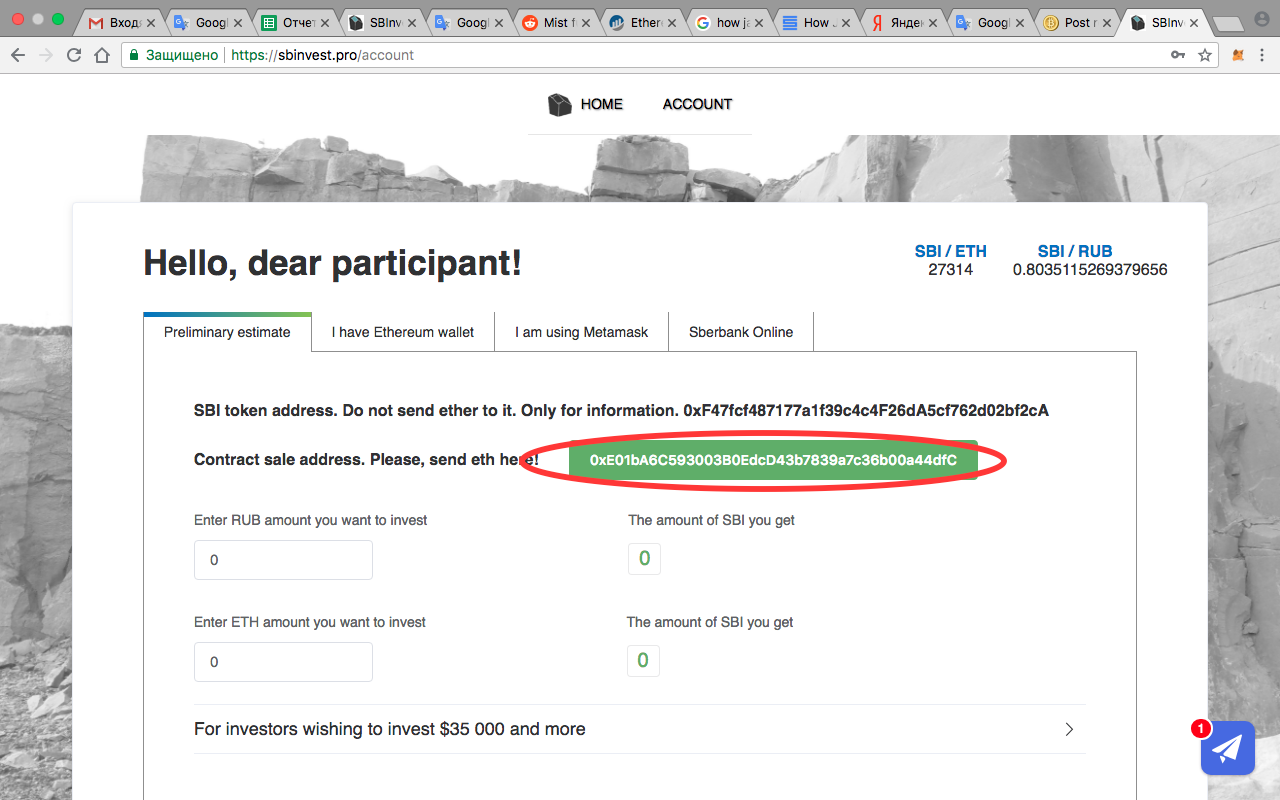 Входя
Googl
Отчет
SBInv
Googl
Mist f
Ether
how ja
How
Яндек
Googl
Post r
SBInv
Защищено
https://sbinvest.pro/account
HOME
ACCOUNT
Hello, dear participant!
SBI / ETH
27314
SBI / RUB
0.8035115269379656
Preliminary estimate
I have Ethereum wallet
I am using Metamask
Sberbank Online
SBI token address. Do not send ether to it. Only for information. 0xF47fcf487177a1f39c4c4F26dA5cf762d02bf2cA
Contract sale address. Please, send eth here!
0xE01bA6C593003B0EdcD43b7839a7c36b00a44dfC
Enter RUB amount you want to invest
The amount of SBI you get
0
0
Enter ETH amount you want to invest
The amount of SBI you get
0
0
For investors wishing to invest $35 000 and more
1